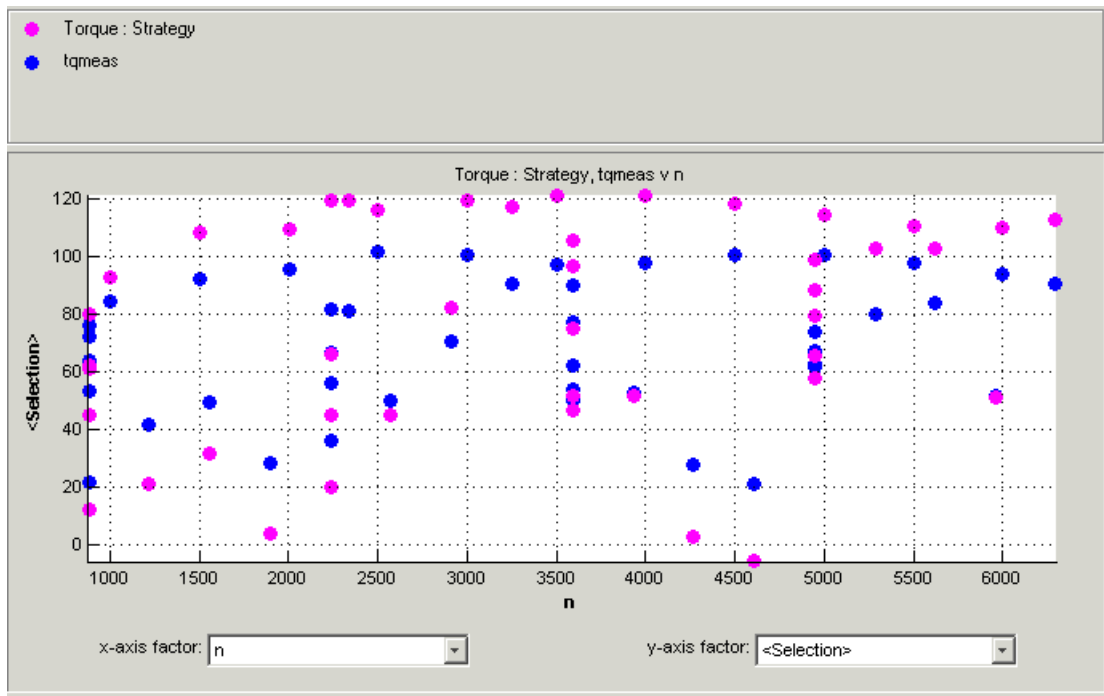 Torque : Strategy
tqmeas
Torque : Strategy, tqmeas v n
120
100
80
60
40
20
0
<Selection>
1000 1500 2000 2500 3000 3500 4000 4500 5000 5500 6000
n
x-axis factor: n y-axis factor: <Selection>